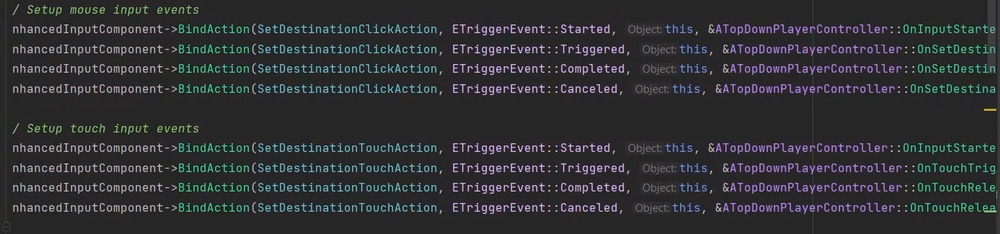 / Setup mouse input events
nhancedInputComponent->BindAction(SetDestinationClickAction, ETriggerEvent::Started, Object: this, &ATopDownPlayerController::OnInputStarte
nhancedInputComponent->BindAction(SetDestinationClickAction, ETriggerEvent::Triggered, Object: this, &ATopDownPlayerController::OnSetDestin
nhancedInputComponent->BindAction(SetDestinationClickAction, ETriggerEvent::Completed, Object: this, &ATopDownPlayerController::OnSetDestin
nhancedInputComponent->BindAction(SetDestinationClickAction, ETriggerEvent::Canceled, Object: this, &ATopDownPlayerController::OnSetDestina
/ Setup touch input events
nhancedInputComponent->BindAction(SetDestinationTouchAction, ETriggerEvent::Started, Object: this, &ATopDownPlayerController::OnInputStarte
nhancedInputComponent->BindAction(SetDestinationTouchAction, ETriggerEvent::Triggered, Object: this, &ATopDownPlayerController::OnTouchTrig
nhancedInputComponent->BindAction(SetDestinationTouchAction, ETriggerEvent::Completed, Object: this, &ATopDownPlayerController::OnTouchRele
nhancedInputComponent->BindAction(SetDestinationTouchAction, ETriggerEvent::Canceled, Object: this, &ATopDownPlayerController::OnTouchRelea